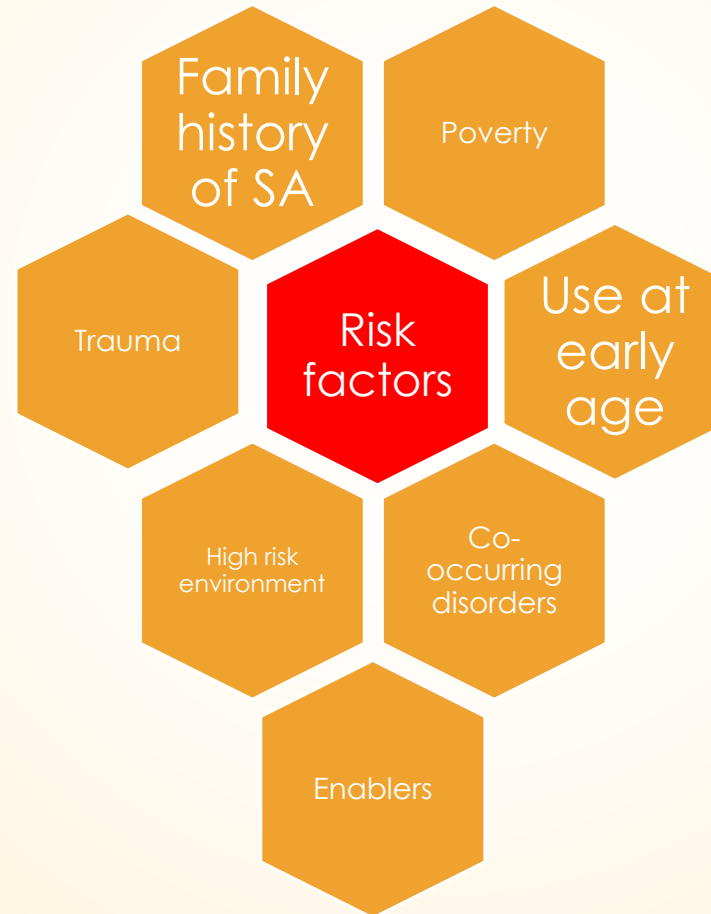 Family
history
of SA
Poverty
Trauma
Risk
factors
Use at
early
age
High risk
environment
Co-
occurring
disorders
Enablers